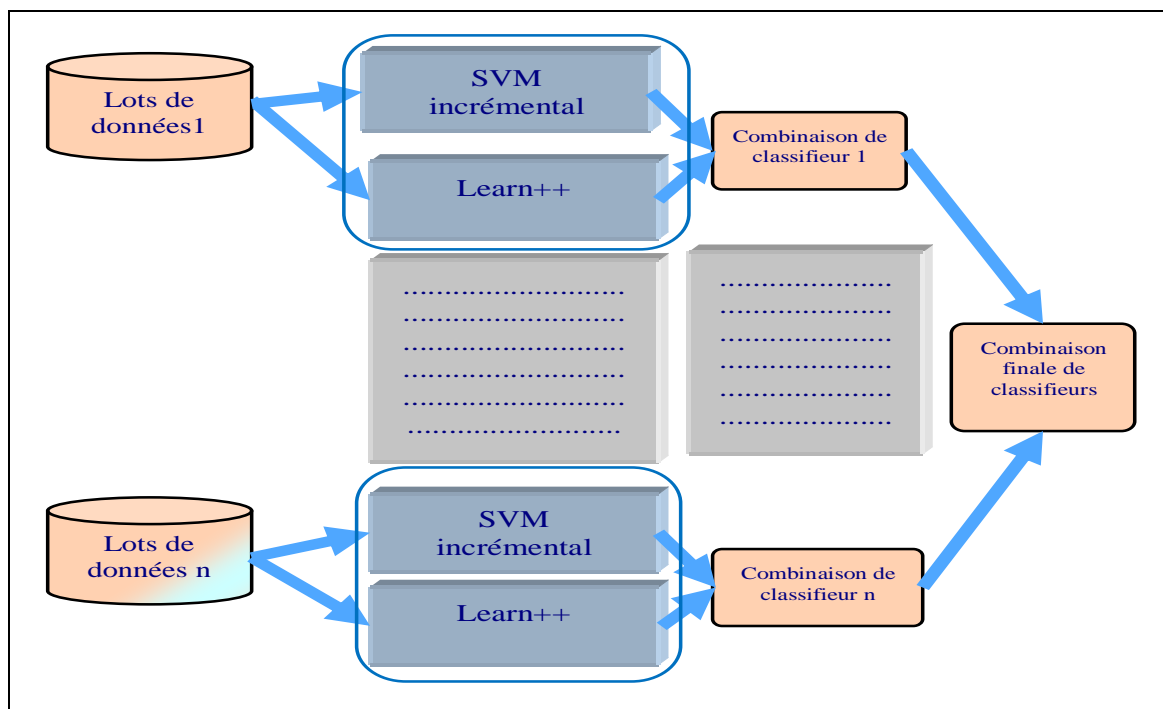 Lots de
données1
SVM
incrémental
Learn++
Combinaison de
classifieur 1
...........................
...........................
...........................
...........................
...........................
..........................
.....................
.....................
.....................
.....................
.....................
.....................
Combinaison
finale de
classifieurs
Lots de
données n
SVM
incrémental
Learn++
Combinaison de
classifieur n